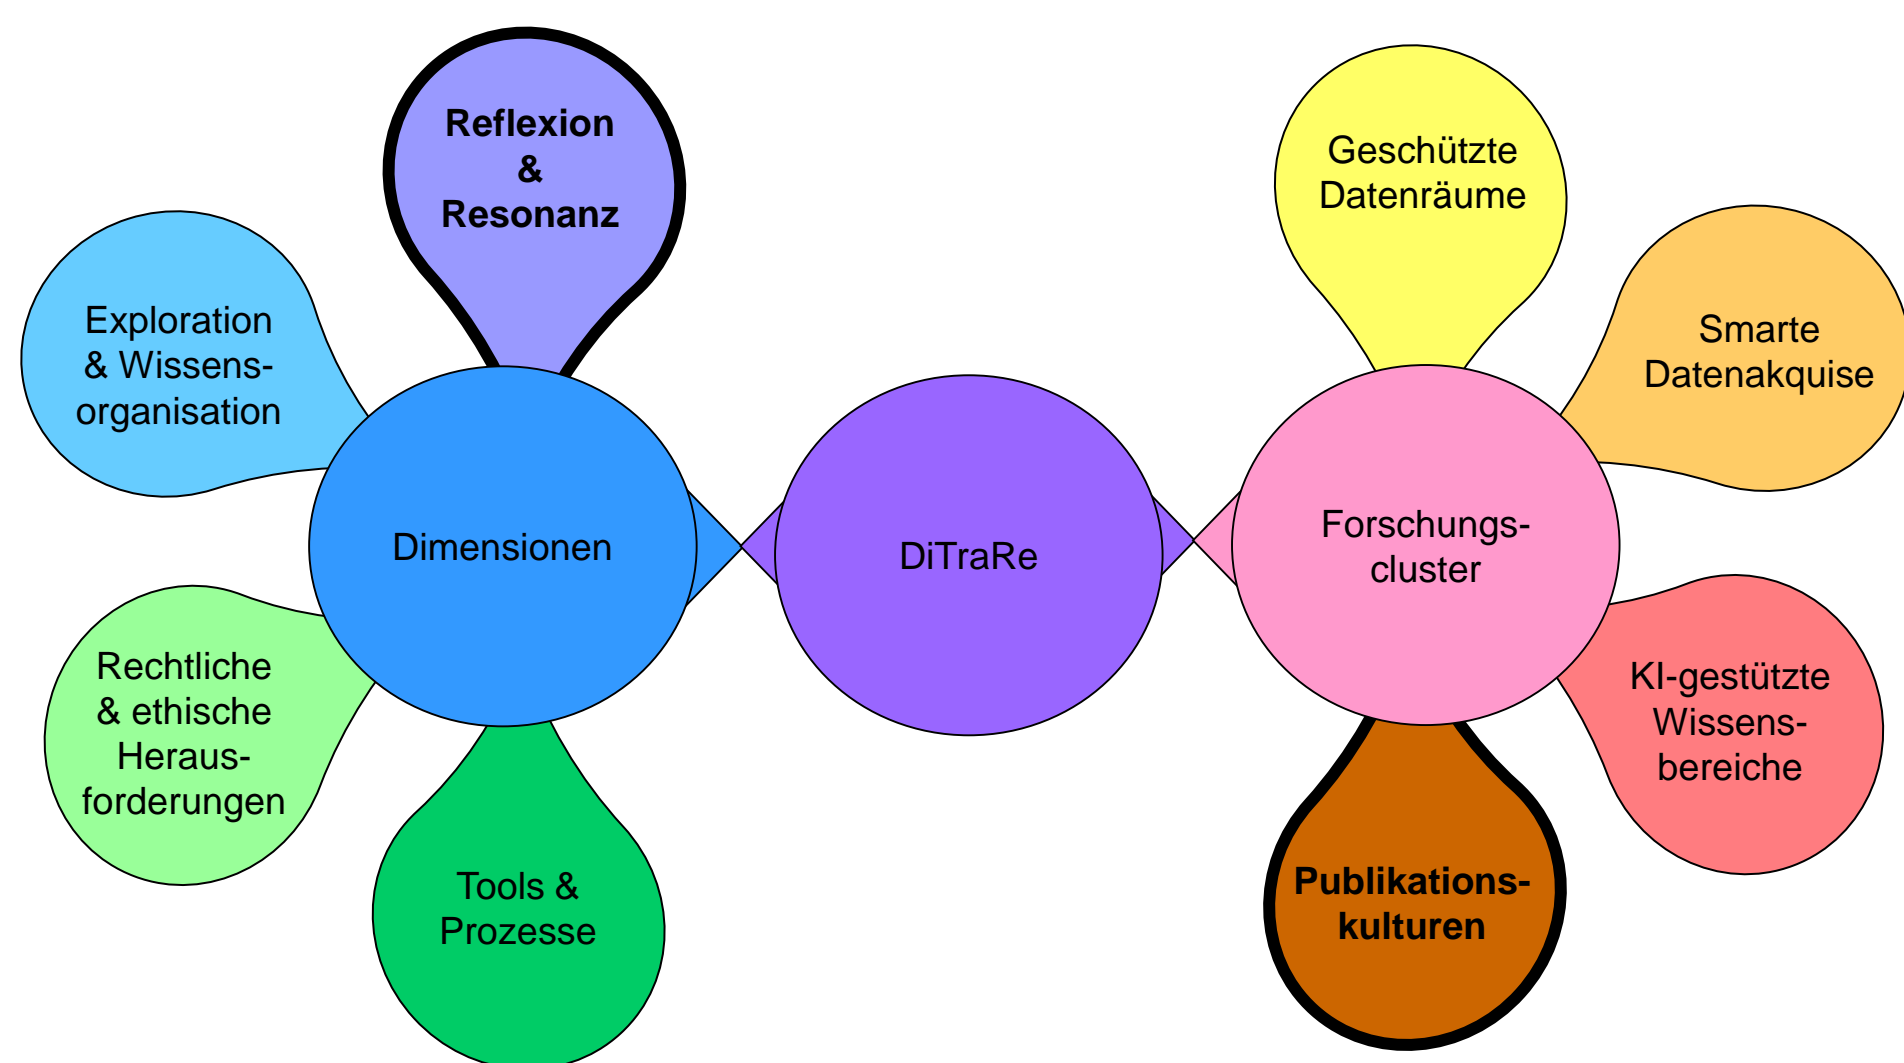 Reflexion
&
Resonanz
Exploration
& Wissens-
organisation
Dimensionen
Rechtliche
& ethische
Heraus-
forderungen
Tools &
Prozesse
DiTraRe
Geschützte
Datenräume
Smarte
Datenakquise
Forschungs-
cluster
KI-gestützte
Wissens-
bereiche
Publikations-
kulturen